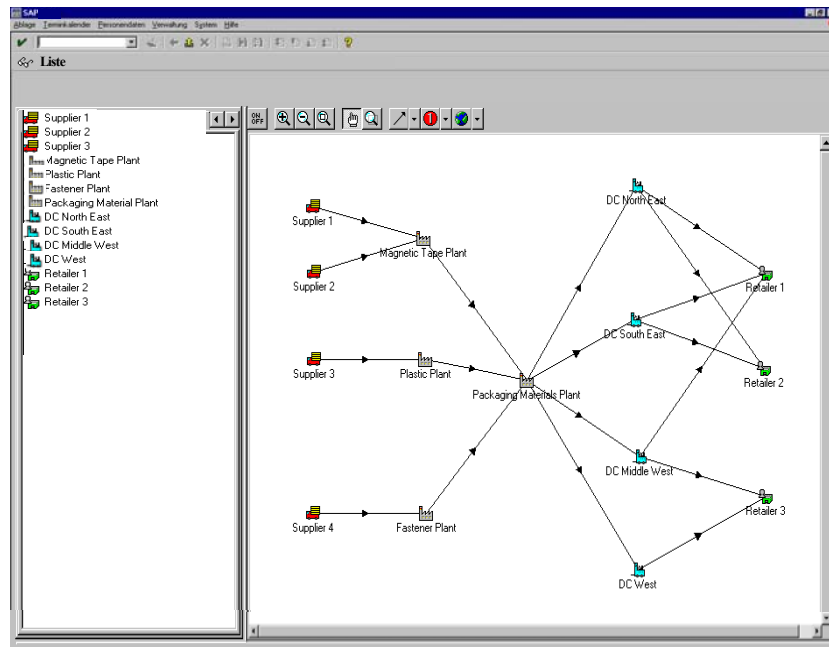 SAP
Ablage Terminkalender Personendaten Verwaltung System Hilfe
Liste
Supplier 1
Supplier 2
Supplier 3
Magnetic Tape Plant
Plastic Plant
Fastener Plant
Packaging Material Plant
DC North East
DC South East
DC Middle West
DC West
Retailer 1
Retailer 2
Retailer 3
ON OFF
Supplier 1
Magnetic Tape Plant
Supplier 2
Supplier 3
Plastic Plant
Packaging Materials Plant
Supplier 4
Fastener Plant
DC North East
Retailer 1
DC South East
Retailer 2
DC Middle West
Retailer 3
DC West